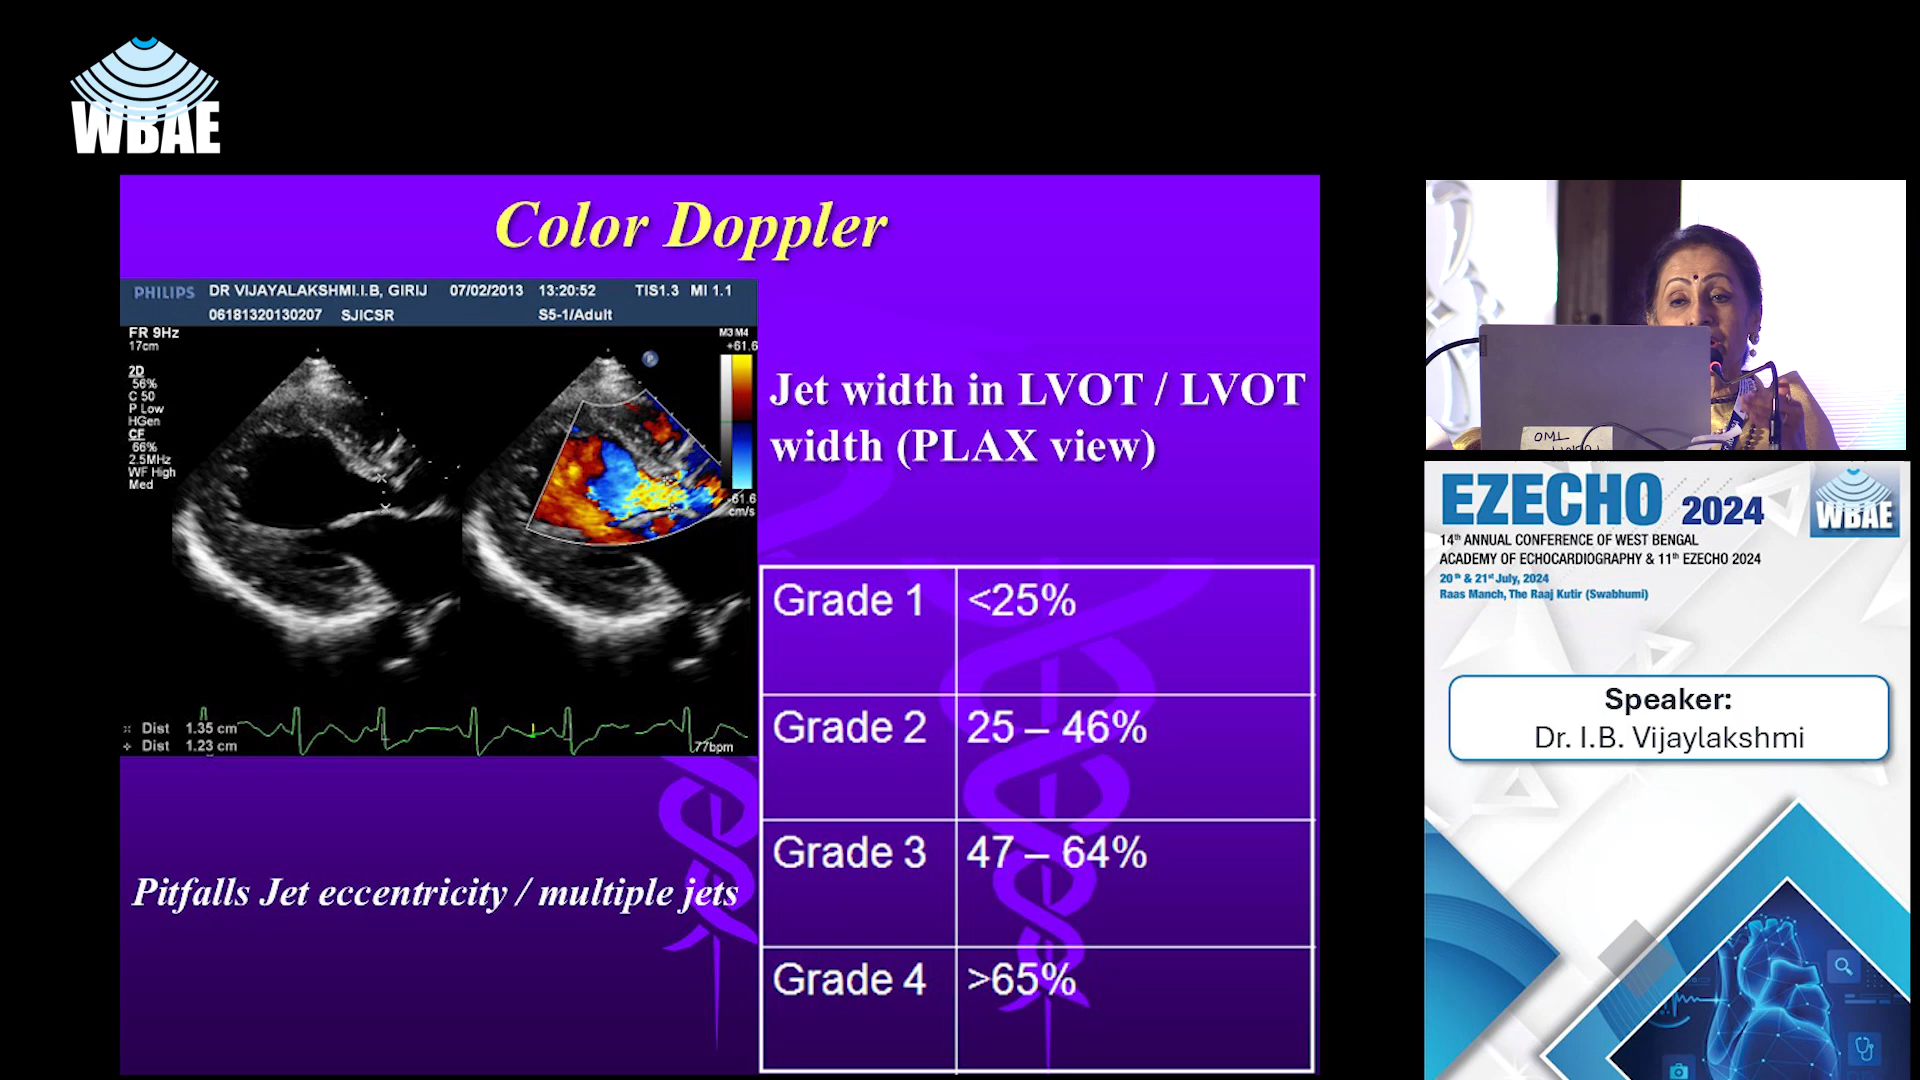 WBAE
Color Doppler
PHILIPS DR VIJAYALAKSHMI.I.B, GIRIJ 07/02/2013 13:20:52 TIS1.3 MI 1.1
06181320130207 SJICSR S5-1/Adult
FR 9Hz
17cm
2D
56%
C 50
P Low
HGen
CF
66%
2.5MHz
WF High
Med
M3 M4
+61.6
P
-61.6
cm/s
Dist 1.35 cm
Dist 1.23 cm
77bpm
Jet width in LVOT / LVOT
width (PLAX view)
Grade 1 <25%
Grade 2 25 – 46%
Grade 3 47 – 64%
Grade 4 >65%
Pitfalls Jet eccentricity / multiple jets
EZECHO 2024
WBAE
14th ANNUAL CONFERENCE OF WEST BENGAL
ACADEMY OF ECHOCARDIOGRAPHY & 11th EZECHO 2024
20th & 21st July, 2024
Raas Manch, The Raaj Kutir (Swabhumi)
Speaker:
Dr. I.B. Vijaylakshmi